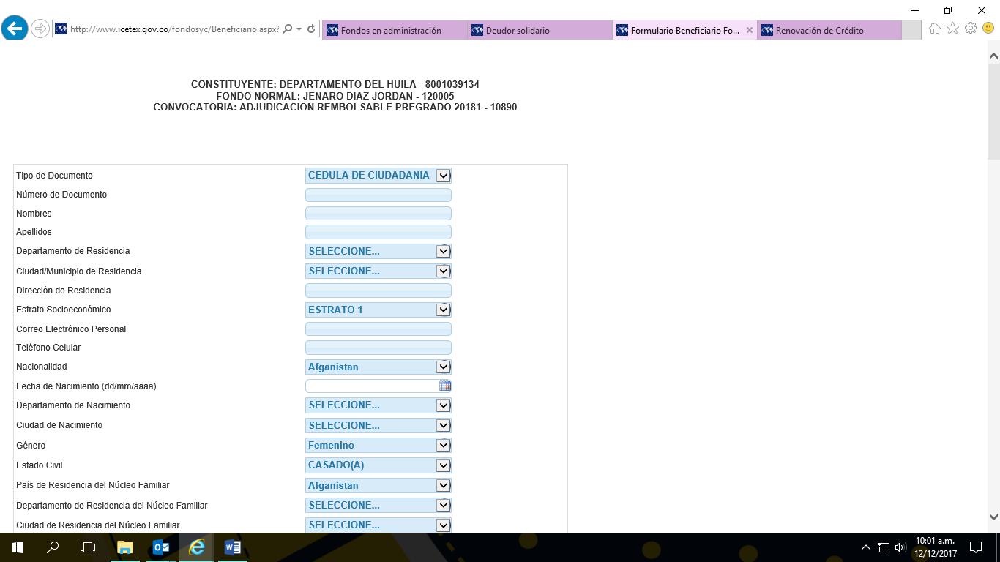 http://www.icetex.gov.co/fondosyc/Beneficiario.aspx?
Fondos en administración
Deudor solidario
Formulario Beneficiario Fo...
Renovación de Crédito
CONSTITUYENTE: DEPARTAMENTO DEL HUILA - 8001039134
FONDO NORMAL: JENARO DIAZ JORDAN - 120005
CONVOCATORIA: ADJUDICACION REMBOLSABLE PREGRADO 20181 - 10890
Tipo de Documento CEDULA DE CIUDADANIA
Número de Documento
Nombres
Apellidos
Departamento de Residencia SELECCIONE...
Ciudad/Municipio de Residencia SELECCIONE...
Dirección de Residencia
Estrato Socioeconómico ESTRATO 1
Correo Electrónico Personal
Teléfono Celular
Nacionalidad Afganistan
Fecha de Nacimiento (dd/mm/aaaa)
Departamento de Nacimiento SELECCIONE...
Ciudad de Nacimiento SELECCIONE...
Género Femenino
Estado Civil CASADO(A)
País de Residencia del Núcleo Familiar Afganistan
Departamento de Residencia del Núcleo Familiar SELECCIONE...
Ciudad de Residencia del Núcleo Familiar SELECCIONE...
10:01 a.m.
12/12/2017